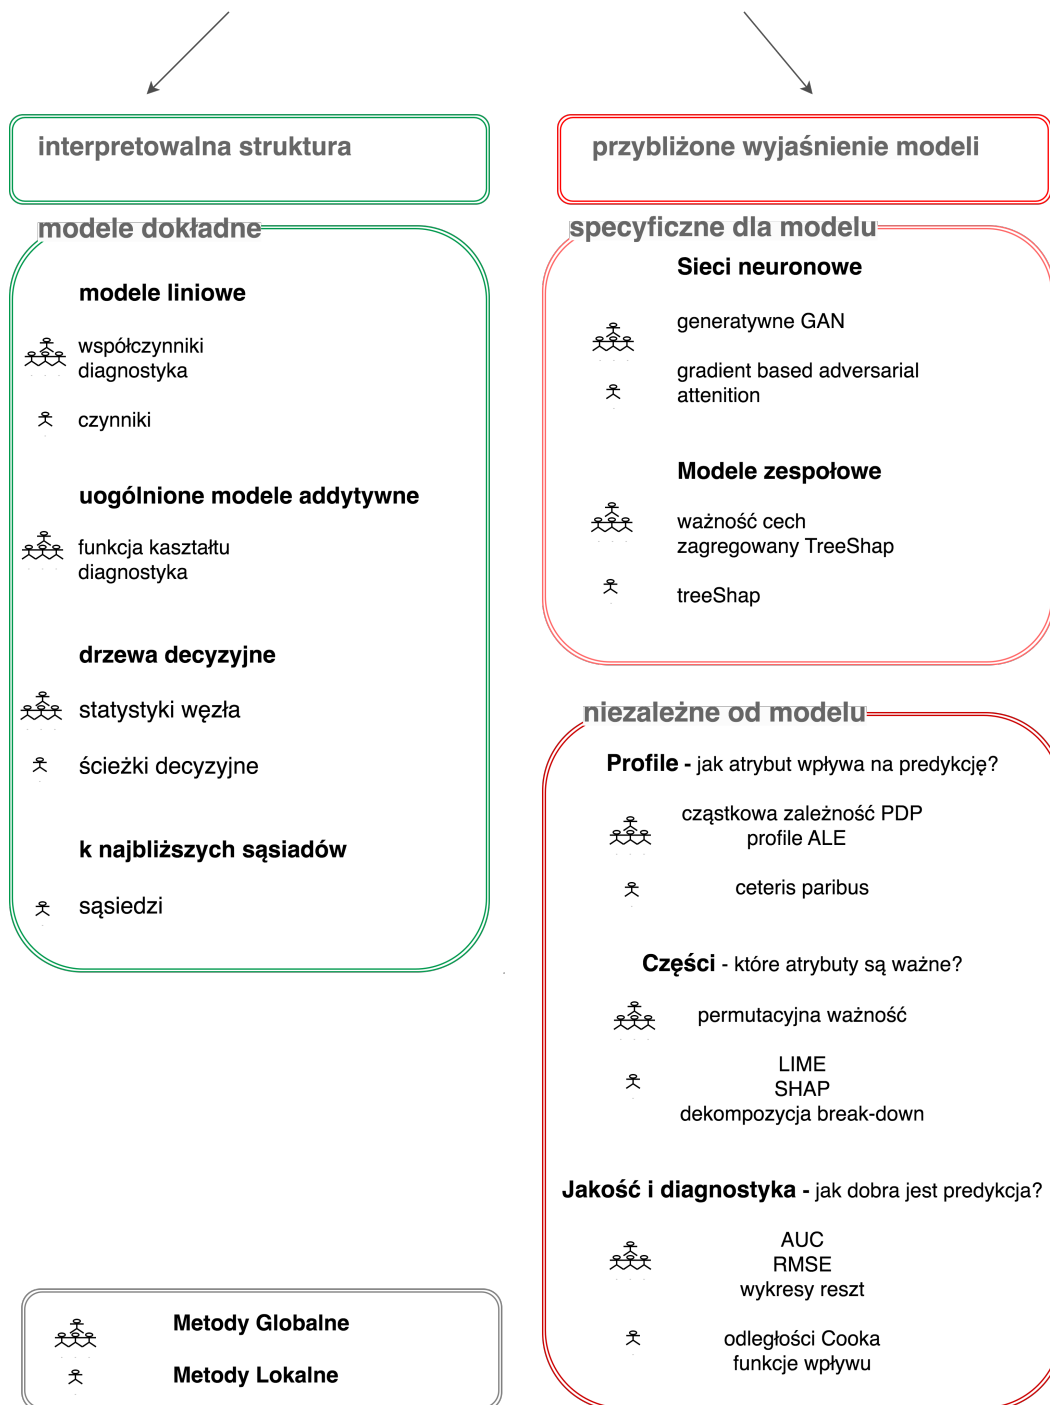 interpretowalna struktura
modele dokładne
modele liniowe
współczynniki
diagnostyka
czynniki
uogólnione modele addytywne
funkcja kaształtu
diagnostyka
drzewa decyzyjne
statystyki węzła
ścieżki decyzyjne
k najbliższych sąsiadów
sąsiedzi
Metody Globalne
Metody Lokalne
przybliżone wyjaśnienie modeli
specyficzne dla modelu
Sieci neuronowe
generatywne GAN
gradient based adversarial
attenition
Modele zespołowe
ważność cech
zagregowany TreeShap
treeShap
niezależne od modelu
Profile - jak atrybut wpływa na predykcję?
cząstkowa zależność PDP
profile ALE
ceteris paribus
Części - które atrybuty są ważne?
permutacyjna ważność
LIME
SHAP
dekompozycja break-down
Jakość i diagnostyka - jak dobra jest predykcja?
AUC
RMSE
wykresy reszt
odległości Cooka
funkcje wpływu